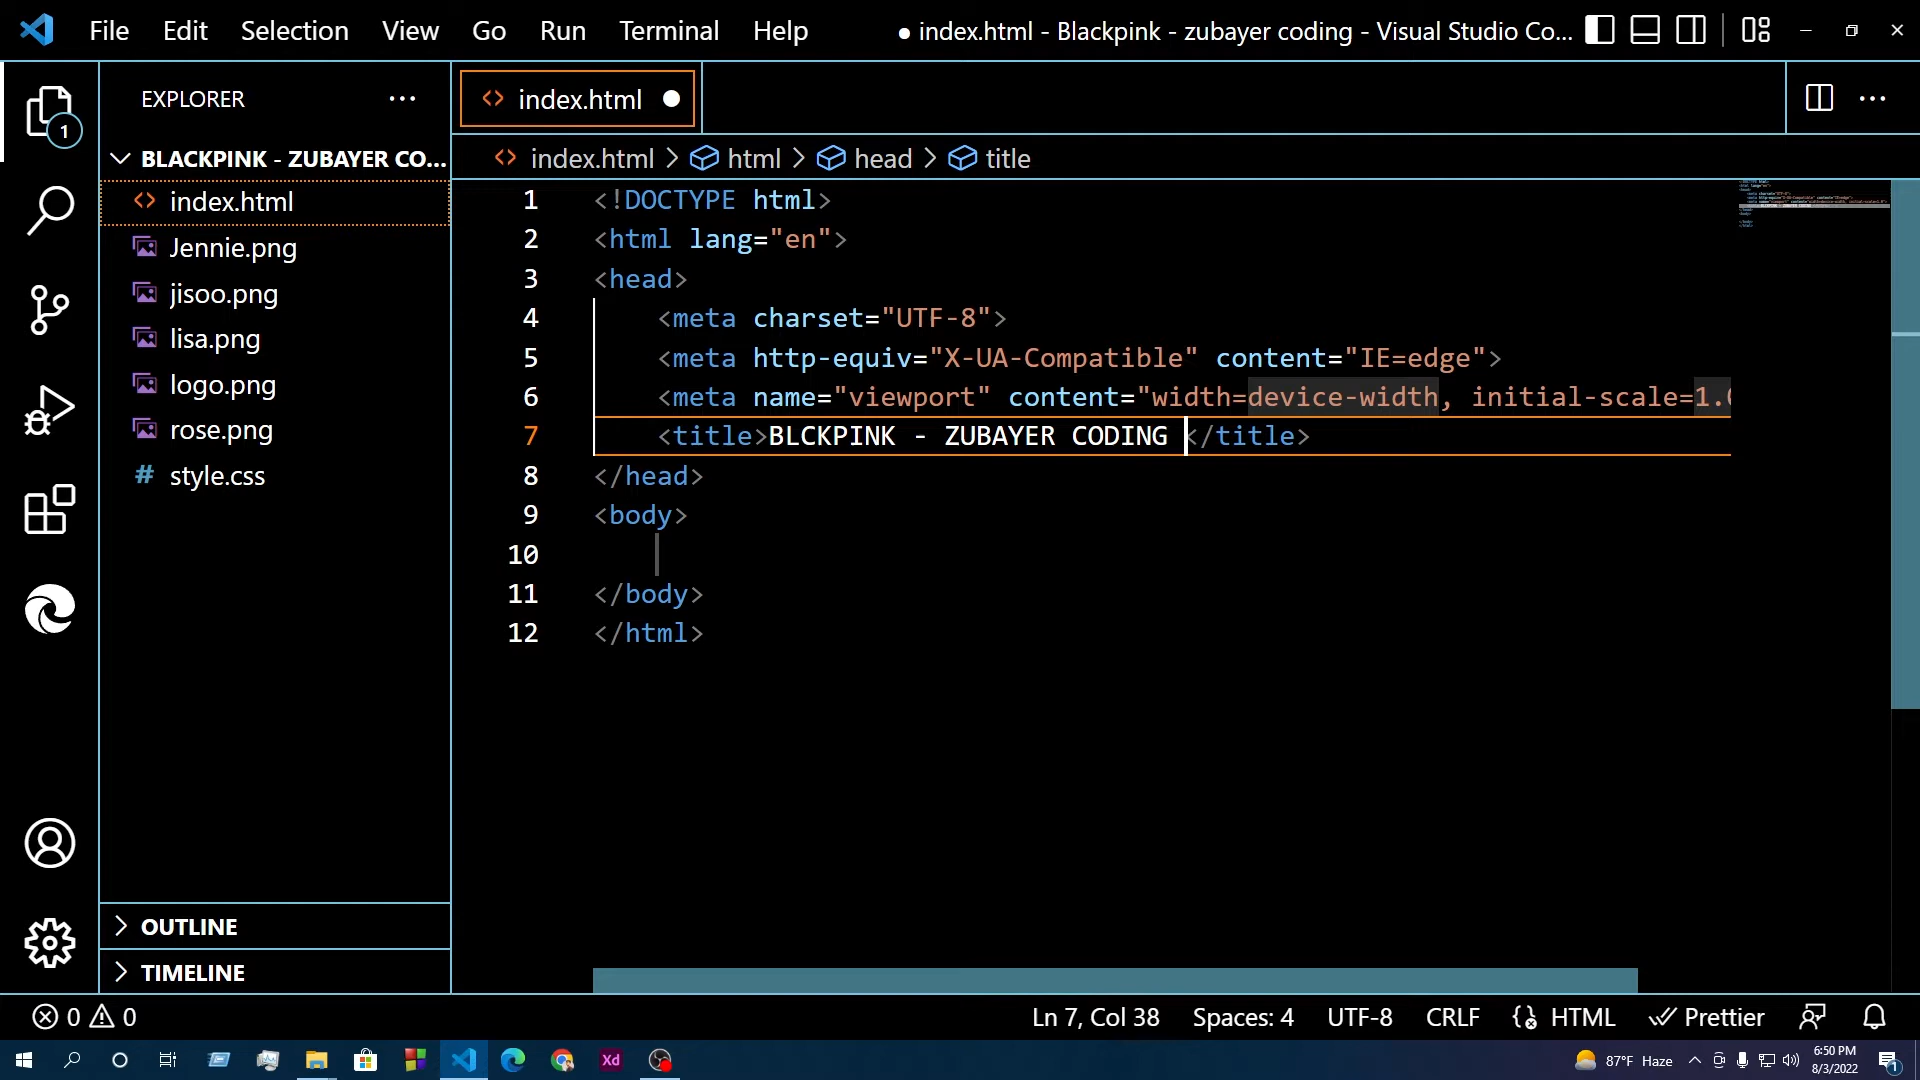 File Edit Selection View Go Run Terminal Help ● index.html - Blackpink - zubayer coding - Visual Studio Co...
EXPLORER
BLACKPINK - ZUBAYER CO...
index.html
Jennie.png
jisoo.png
lisa.png
logo.png
rose.png
style.css
OUTLINE
TIMELINE
1
index.html
index.html > html > head > title
1 <!DOCTYPE html>
2 <html lang="en">
3 <head>
4 <meta charset="UTF-8">
5 <meta http-equiv="X-UA-Compatible" content="IE=edge">
6 <meta name="viewport" content="width=device-width, initial-scale=1.0
7 <title>BLCKPINK - ZUBAYER CODING </title>
8 </head>
9 <body>
10
11 </body>
12 </html>
0 0 Ln 7, Col 38 Spaces: 4 UTF-8 CRLF HTML Prettier
Xd 87°F Haze 6:50 PM
8/3/2022
1